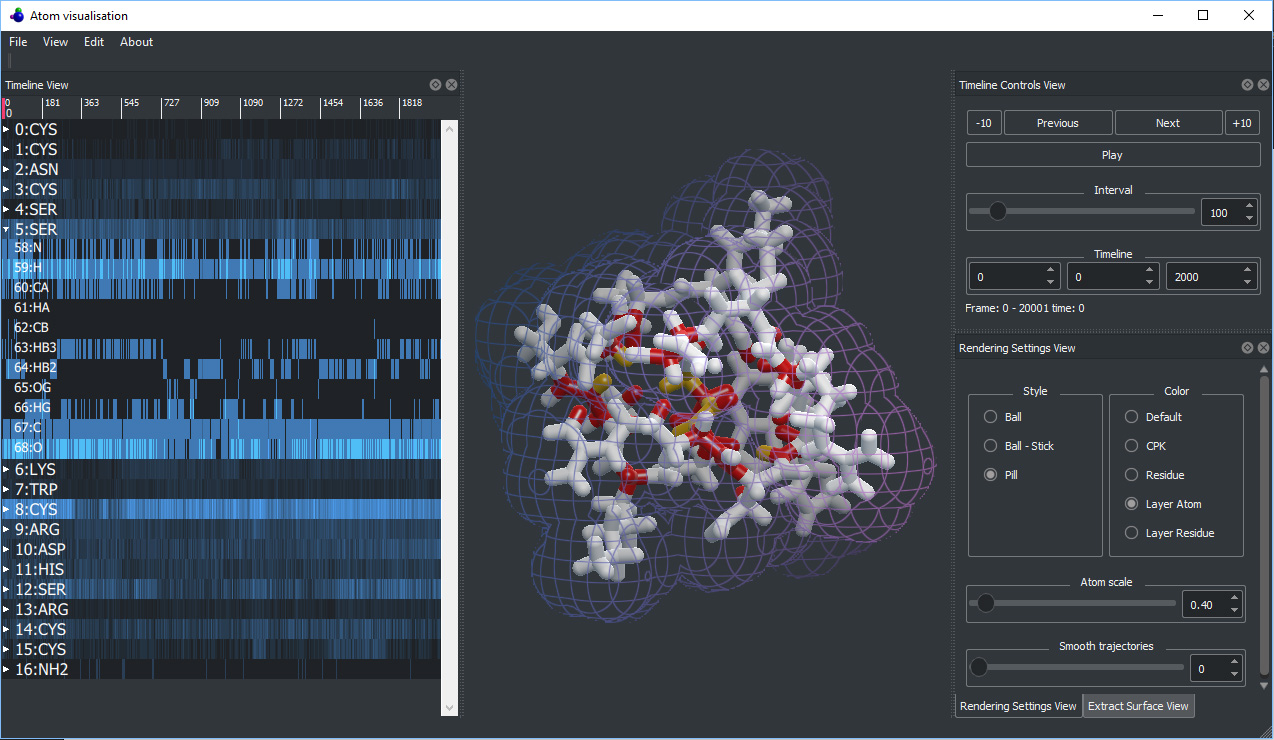 Atom visualisation
File View Edit About
Timeline View
0 181 363 545 727 909 1090 1272 1454 1636 1818
0
0:CYS
1:CYS
2:ASN
3:CYS
4:SER
5:SER
58:N
59:H
60:CA
61:HA
62:CB
63:HB3
64:HB2
65:OG
66:HG
67:C
68:O
6:LYS
7:TRP
8:CYS
9:ARG
10:ASP
11:HIS
12:SER
13:ARG
14:CYS
15:CYS
16:NH2
Timeline Controls View
-10 Previous Next +10
Play
Interval
100
Timeline
0 0 2000
Frame: 0 - 20001 time: 0
Rendering Settings View
Style
Ball
Ball - Stick
Pill
Color
Default
CPK
Residue
Layer Atom
Layer Residue
Atom scale
0.40
Smooth trajectories
0
Rendering Settings View Extract Surface View